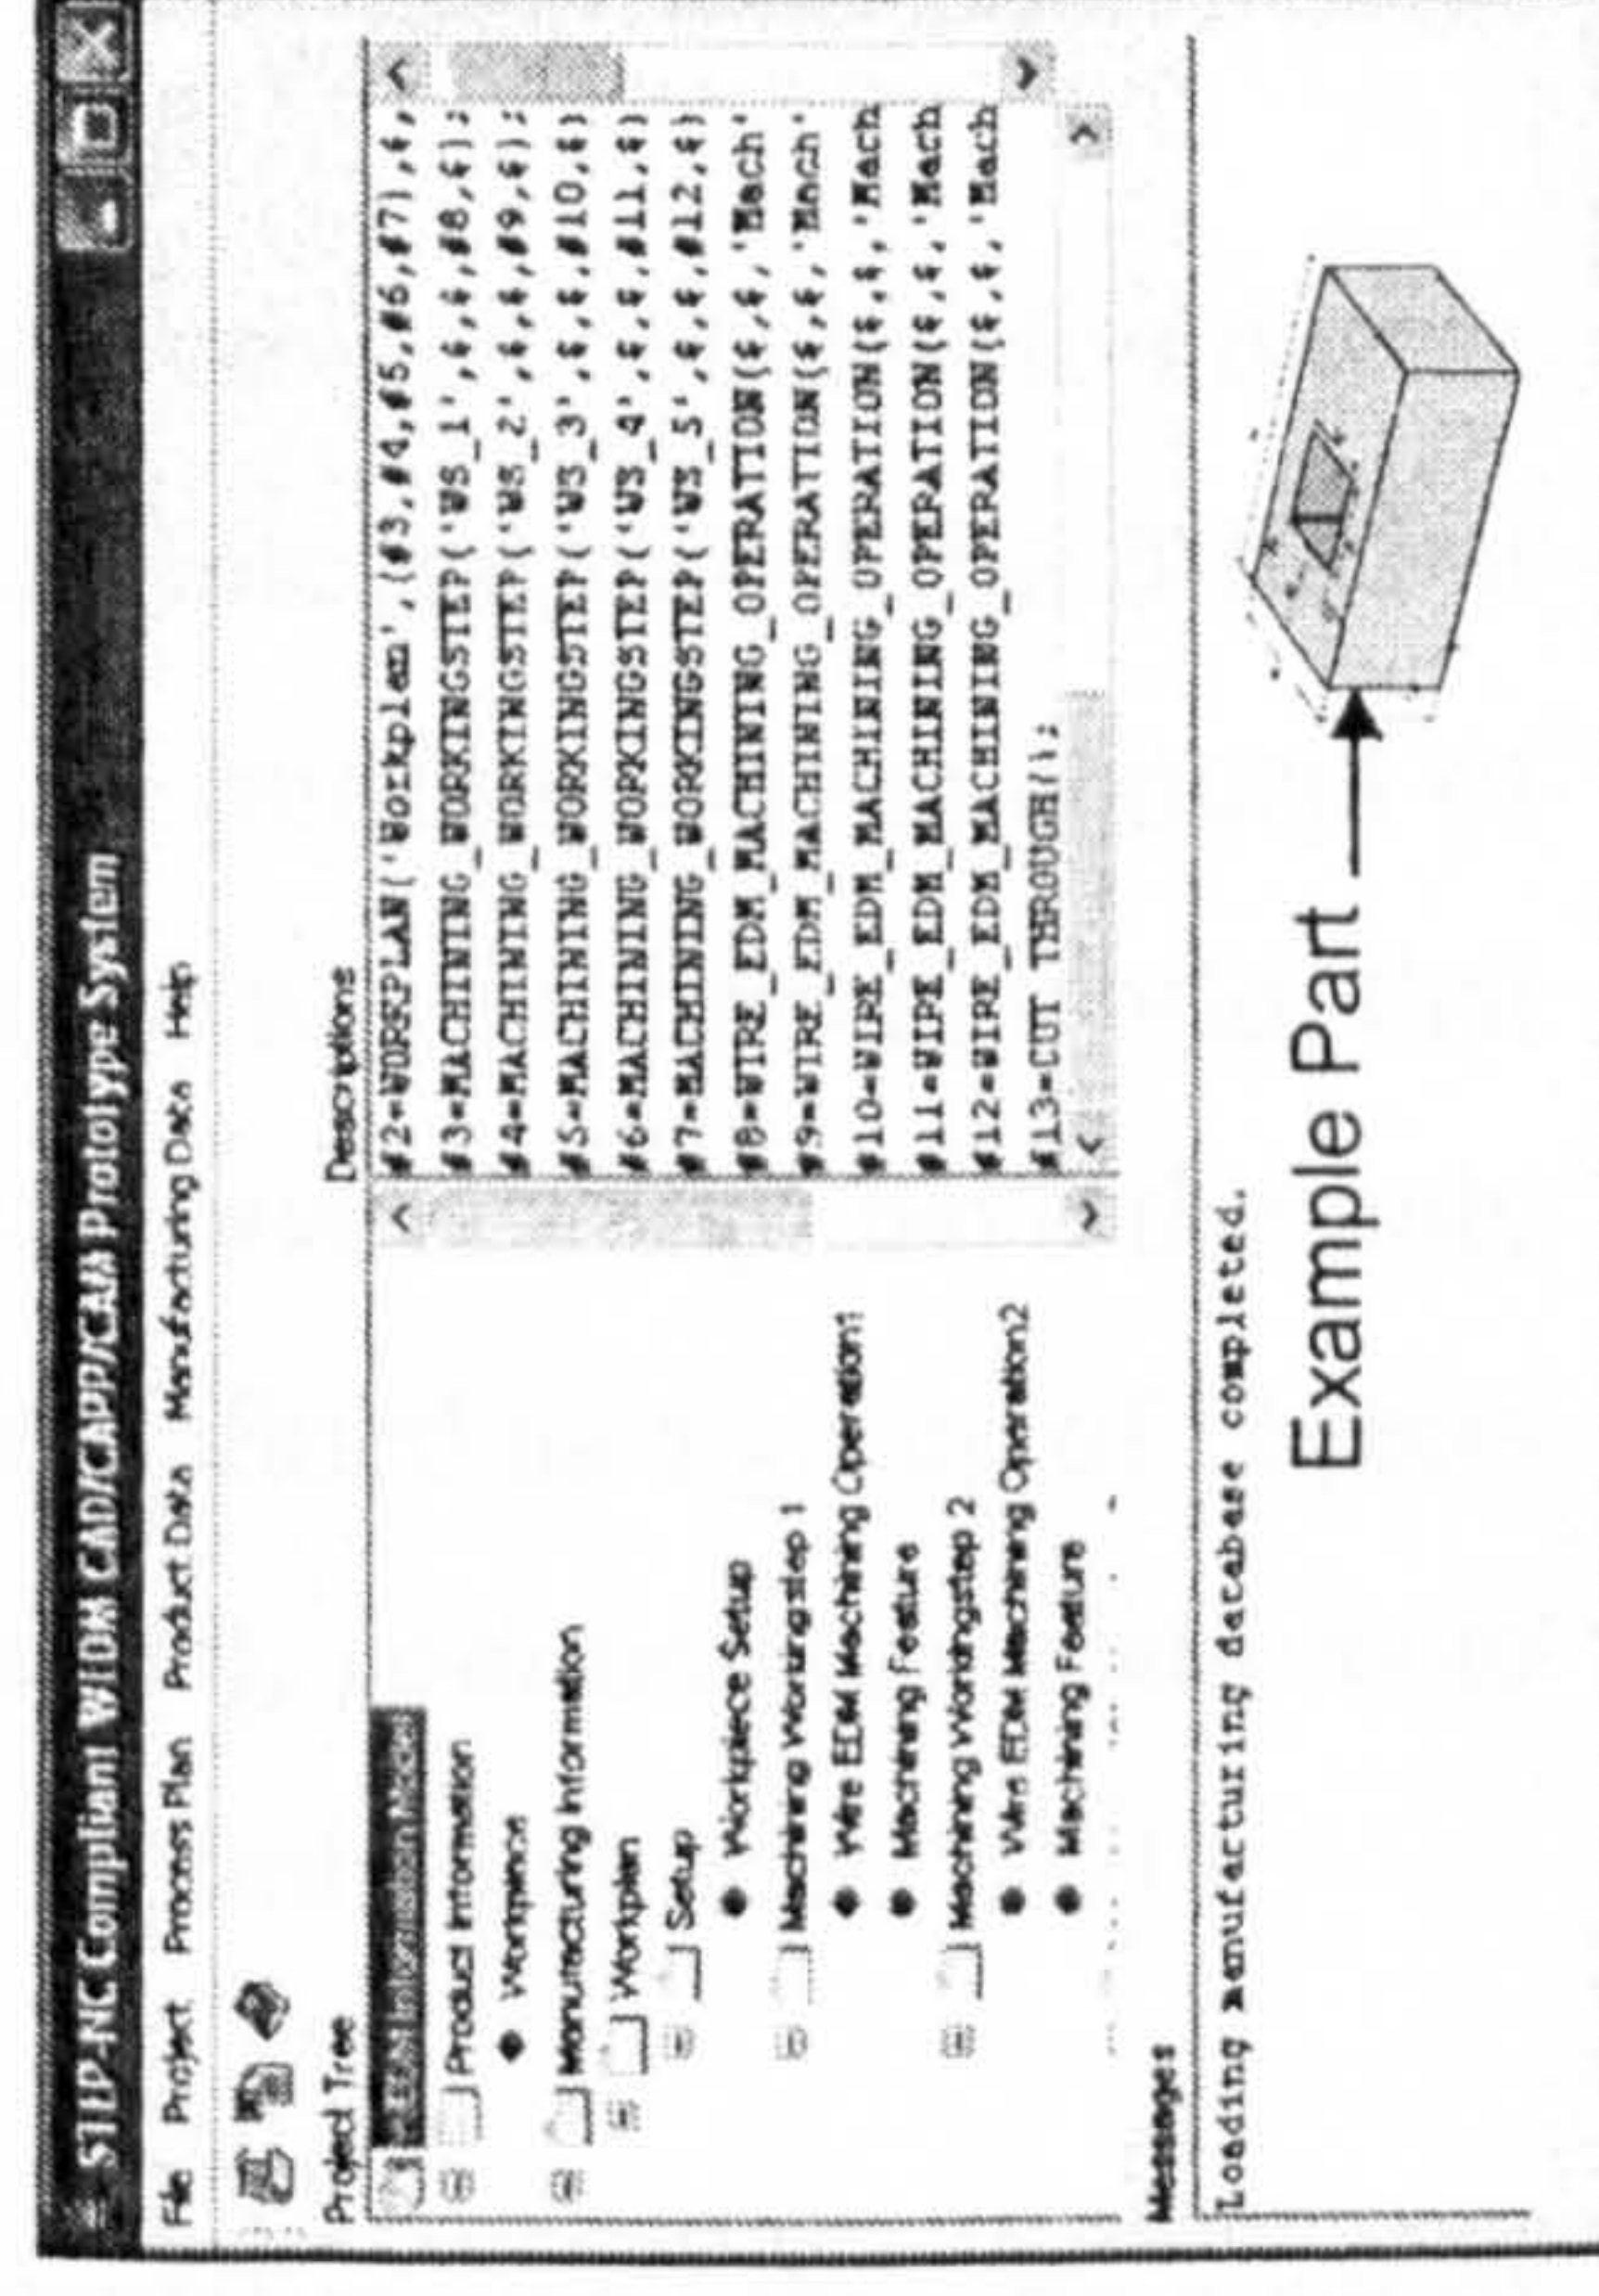 STEP-NC Compliant WEDM CAD/CAPP/CAM Prototype System
File Project Process Plan Product Data Manufacturing Data Help
Project Tree
Information Model
Product Information
Workpiece
Manufacturing Information
Workplan
Setup
Workpiece Setup
Machining Workingstep 1
Wire EDM Machining Operation1
Machining Feature
Machining Workingstep 2
Wire EDM Machining Operation2
Machining Feature
Descriptions
#2=WORKPLAN('Workplan',(#3,#4,#5,#6,#7),$,
#3=MACHINING_WORKINGSTEP('WS_1',$,$,#8,$);
#4=MACHINING_WORKINGSTEP('WS_2',$,$,#9,$);
#5=MACHINING_WORKINGSTEP('WS_3',$,$,#10,$)
#6=MACHINING_WORKINGSTEP('WS_4',$,$,#11,$)
#7=MACHINING_WORKINGSTEP('WS_5',$,$,#12,$)
#8=WIRE_EDM_MACHINING_OPERATION($,$,'Mach'
#9=WIRE_EDM_MACHINING_OPERATION($,$,'Mach'
#10=WIRE_EDM_MACHINING_OPERATION($,$,'Mach
#11=WIRE_EDM_MACHINING_OPERATION($,$,'Mach
#12=WIRE_EDM_MACHINING_OPERATION($,$,'Mach
#13=CUT THROUGH();
Messages
Loading manufacturing database completed.
Example Part